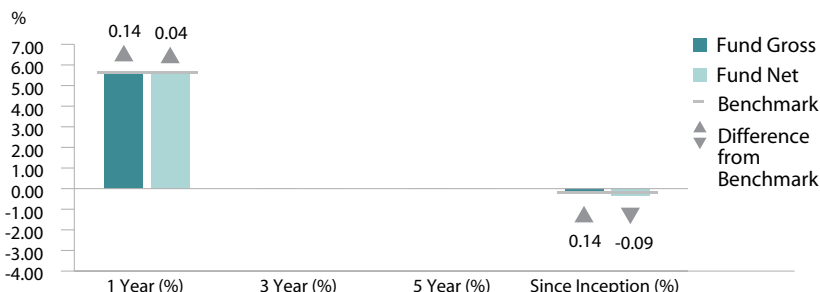 %
0.14 0.04
7.00
6.00
5.00
4.00
3.00
2.00
1.00
0.00
-1.00
-2.00
-3.00
-4.00
0.14 -0.09
1 Year (%) 3 Year (%) 5 Year (%) Since Inception (%)
Fund Gross
Fund Net
Benchmark
Difference
from
Benchmark